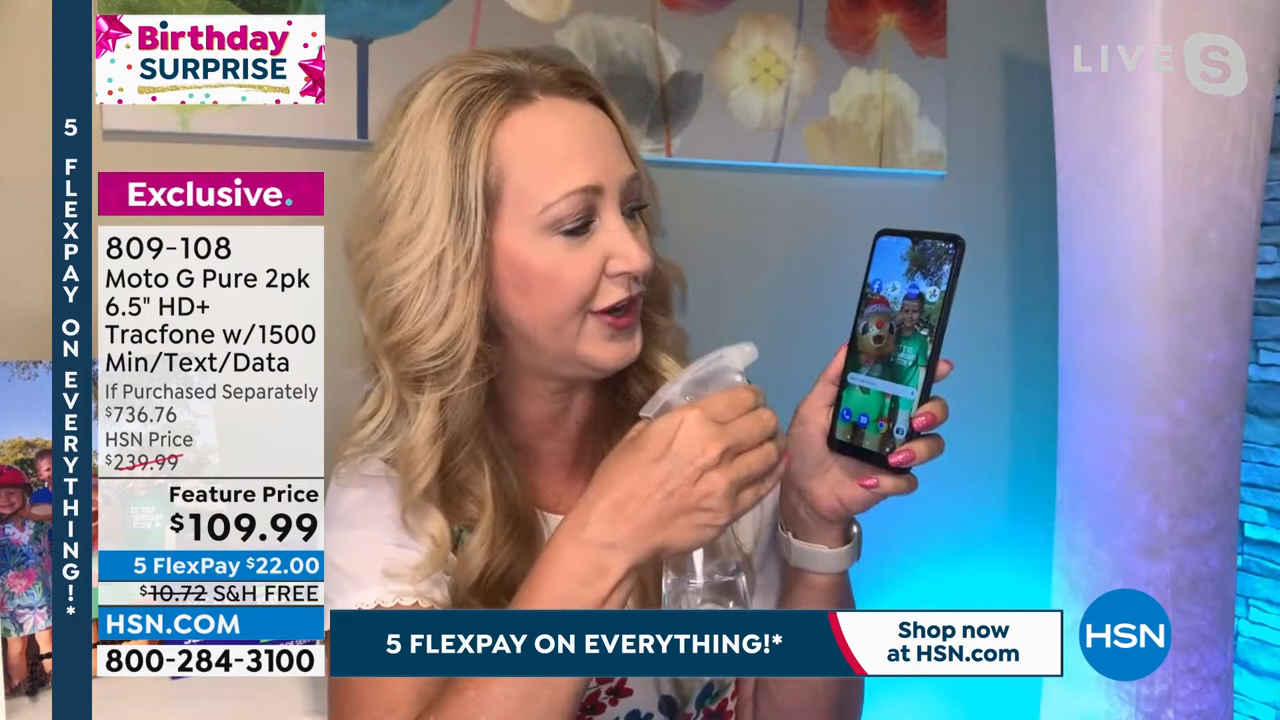 Birthday
SURPRISE
LIVE S
5 FLEXPAY ON EVERYTHING!*
Exclusive.
809-108
Moto G Pure 2pk
6.5" HD+
Tracfone w/1500
Min/Text/Data
If Purchased Separately
$736.76
HSN Price
$239.99
Feature Price
$109.99
5 FlexPay $22.00
$10.72 S&H FREE
HSN.COM
800-284-3100
5 FLEXPAY ON EVERYTHING!*
Shop now
at HSN.com
HSN